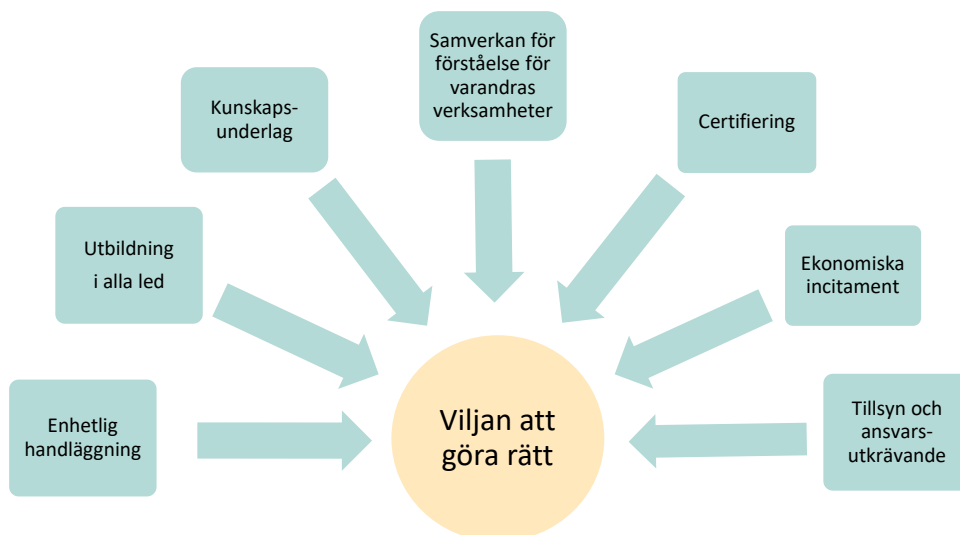 Samverkan för
förståelse för
varandras
verksamheter
Kunskaps-
underlag
Certifiering
Utbildning
i alla led
Ekonomiska
incitament
Enhetlig
handläggning
Viljan att
göra rätt
Tillsyn och
ansvars-
utkrävande